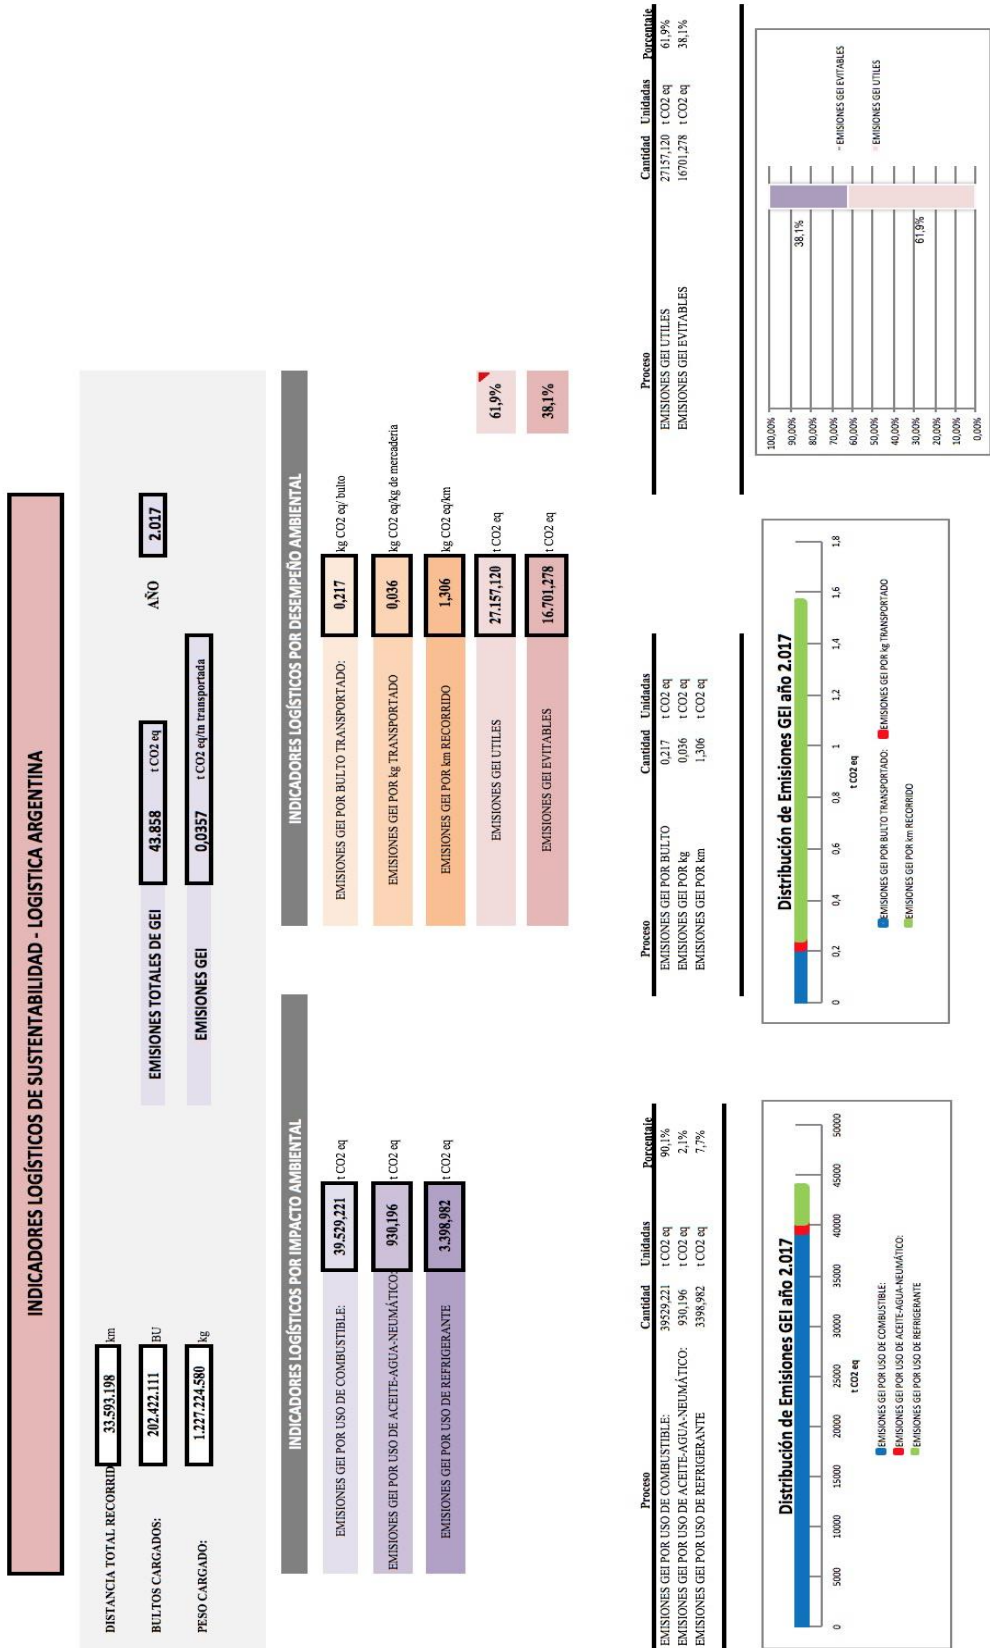 INDICADORES LOGÍSTICOS DE SUSTENTABILIDAD - LOGISTICA ARGENTINA
DISTANCIA TOTAL RECORRID 33.593.198 km
BULTOS CARGADOS: 202.422.111 BU
EMISIONES TOTALES DE GEI 43.858 t CO2 eq
AÑO 2.017
PESO CARGADO: 1.227.224.580 kg
EMISIONES GEI 0,0357 t CO2 eq/tn transportada
INDICADORES LOGÍSTICOS POR IMPACTO AMBIENTAL
EMISIONES GEI POR USO DE COMBUSTIBLE: 39.529,221 t CO2 eq
EMISIONES GEI POR USO DE ACEITE-AGUA-NEUMÁTICO: 930,196 t CO2 eq
EMISIONES GEI POR USO DE REFRIGERANTE 3.398,982 t CO2 eq
INDICADORES LOGÍSTICOS POR DESEMPEÑO AMBIENTAL
EMISIONES GEI POR BULTO TRANSPORTADO: 0,217 kg CO2 eq/ bulto
EMISIONES GEI POR kg TRANSPORTADO 0,036 kg CO2 eq/kg de mercaderia
EMISIONES GEI POR km RECORRIDO 1,306 kg CO2 eq/km
EMISIONES GEI UTILES 27.157,120 t CO2 eq 61,9%
EMISIONES GEI EVITABLES 16.701,278 t CO2 eq 38,1%
Proceso Cantidad Unidadas Porcentaje
EMISIONES GEI POR USO DE COMBUSTIBLE: 39529,221 t CO2 eq 90,1%
EMISIONES GEI POR USO DE ACEITE-AGUA-NEUMÁTICO: 930,196 t CO2 eq 2,1%
EMISIONES GEI POR USO DE REFRIGERANTE 3398,982 t CO2 eq 7,7%
Proceso Cantidad Unidadas
EMISIONES GEI POR BULTO 0,217 t CO2 eq
EMISIONES GEI POR kg 0,036 t CO2 eq
EMISIONES GEI POR km 1,306 t CO2 eq
Proceso Cantidad Unidadas Porcentaje
EMISIONES GEI UTILES 27157,120 t CO2 eq 61,9%
EMISIONES GEI EVITABLES 16701,278 t CO2 eq 38,1%
Distribución de Emisiones GEI año 2.017
0 5000 10000 15000 20000 25000 30000 35000 40000 45000 50000
t CO2 eq
EMISIONES GEI POR USO DE COMBUSTIBLE:
EMISIONES GEI POR USO DE ACEITE-AGUA-NEUMÁTICO:
EMISIONES GEI POR USO DE REFRIGERANTE
Distribución de Emisiones GEI año 2.017
0 0,2 0,4 0,6 0,8 1 1,2 1,4 1,6 1,8
t CO2 eq
EMISIONES GEI POR BULTO TRANSPORTADO: EMISIONES GEI POR kg TRANSPORTADO
EMISIONES GEI POR km RECORRIDO
100,00%
90,00%
80,00%
70,00%
60,00%
50,00%
40,00%
30,00%
20,00%
10,00%
0,00%
38,1%
61,9%
EMISIONES GEI EVITABLES
EMISIONES GEI UTILES